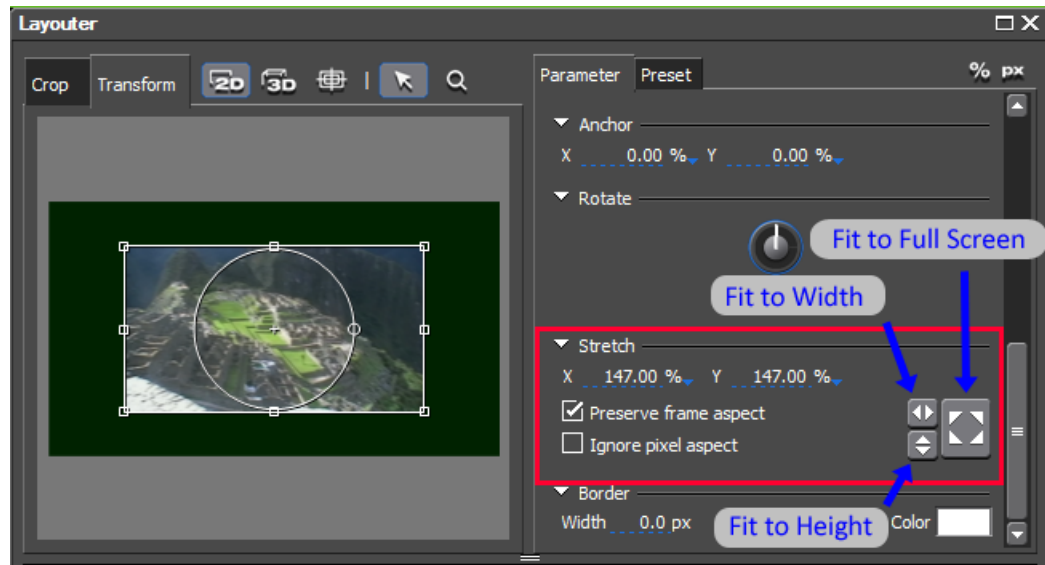 Layouter
Crop Transform 2D 3D
Parameter Preset % px
Anchor
X 0.00 % Y 0.00 %
Rotate
Fit to Full Screen
Fit to Width
Stretch
X 147.00 % Y 147.00 %
Preserve frame aspect
Ignore pixel aspect
Border
Width 0.0 px Fit to Height Color